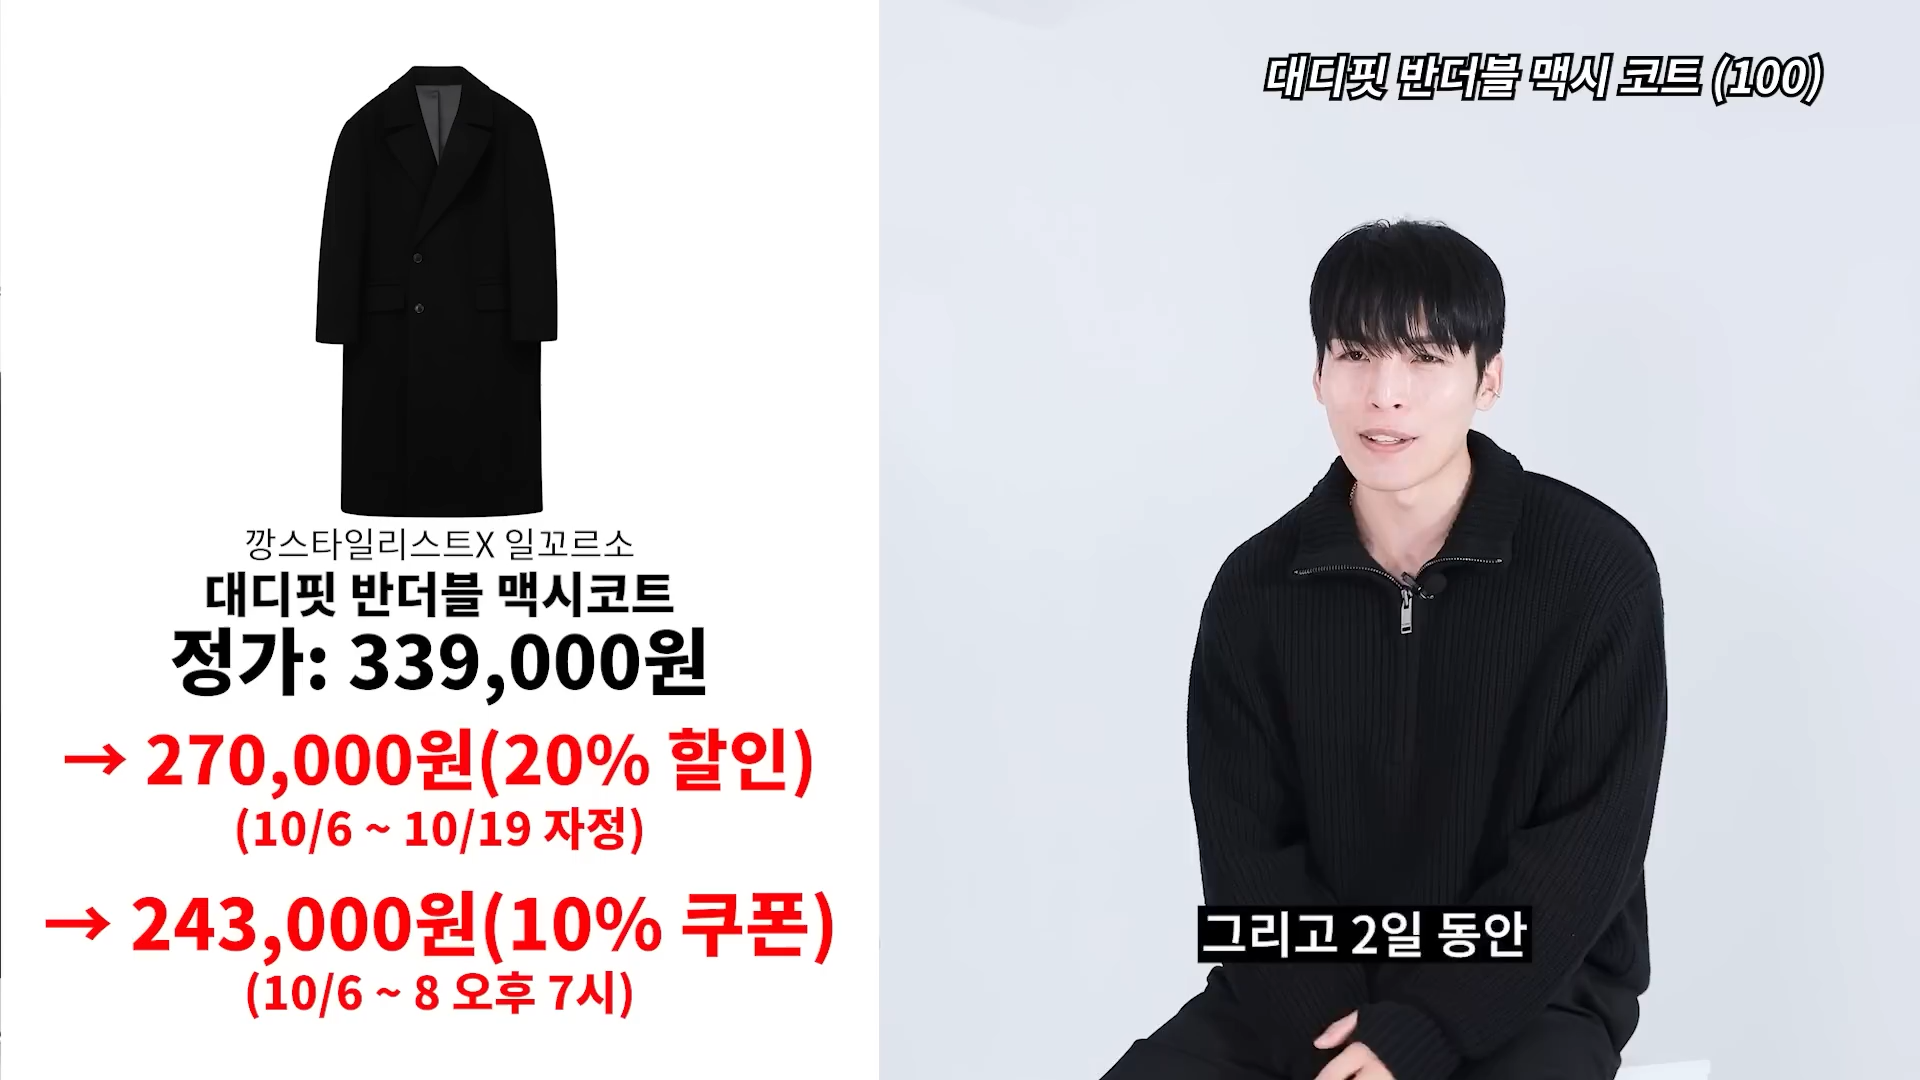 대디핏 반더블 맥시 코트 (100)
깡스타일리스트X 일꼬르소
대디핏 반더블 맥시코트
정가: 339,000원
→ 270,000원(20% 할인)
(10/6 ~ 10/19 자정)
→ 243,000원(10% 쿠폰)
(10/6 ~ 8 오후 7시)
그리고 2일 동안